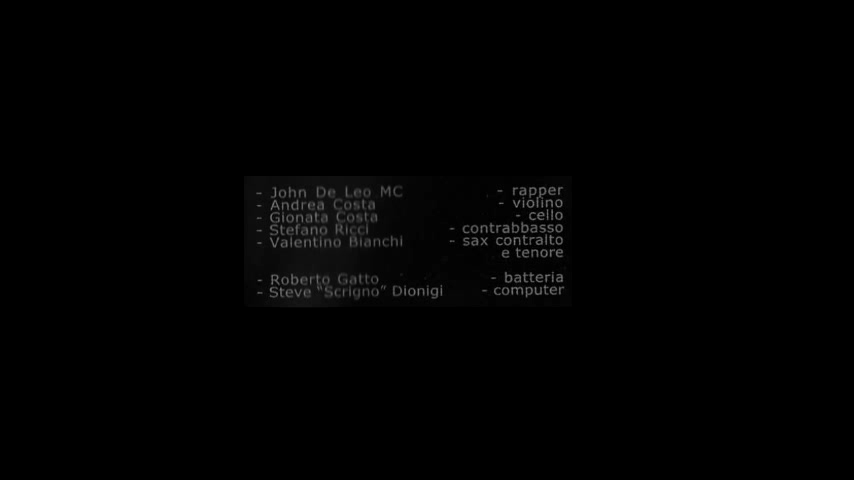 - John De Leo MC - rapper
- Andrea Costa - violino
- Gionata Costa - cello
- Stefano Ricci - contrabbasso
- Valentino Bianchi - sax contralto
e tenore
- Roberto Gatto - batteria
- Steve “Scrigno” Dionigi - computer